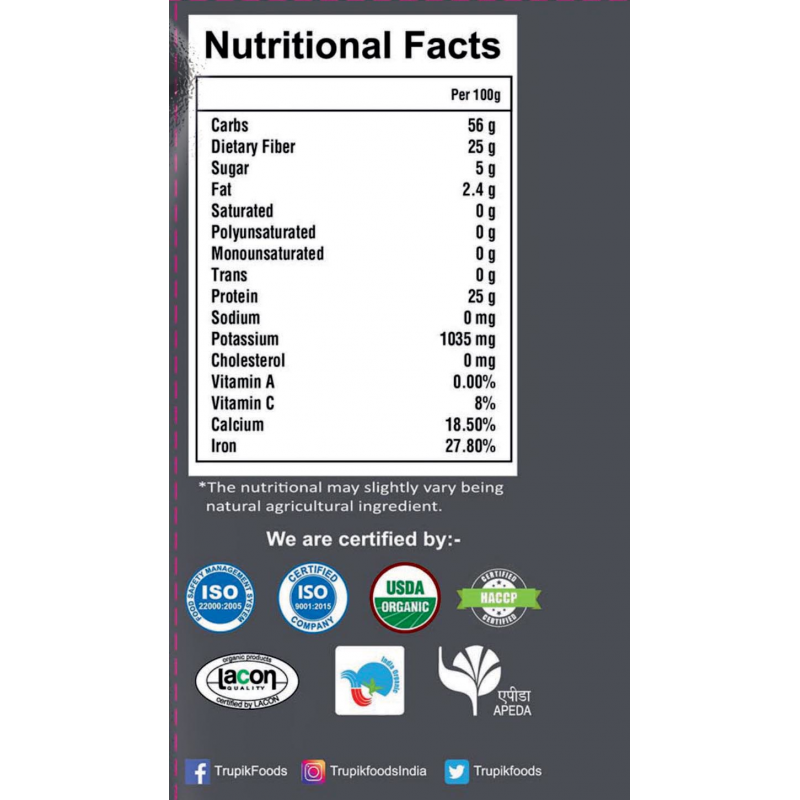 Nutritional Facts
Per 100g
Carbs 56 g
Dietary Fiber 25 g
Sugar 5 g
Fat 2.4 g
Saturated 0 g
Polyunsaturated 0 g
Monounsaturated 0 g
Trans 0 g
Protein 25 g
Sodium 0 mg
Potassium 1035 mg
Cholesterol 0 mg
Vitamin A 0.00%
Vitamin C 8%
Calcium 18.50%
Iron 27.80%
*The nutritional may slightly vary being
natural agricultural ingredient.
We are certified by:-
FOOD SAFETY MANAGEMENT SYSTEM
ISO
22000:2005
CERTIFIED
ISO
9001:2015
COMPANY
USDA
ORGANIC
CERTIFIED
HACCP
CERTIFIED
organic products
Lacon
QUALITY
certified by LACON
India Organic
एपीडा
APEDA
TrupikFoods TrupikfoodsIndia Trupikfoods